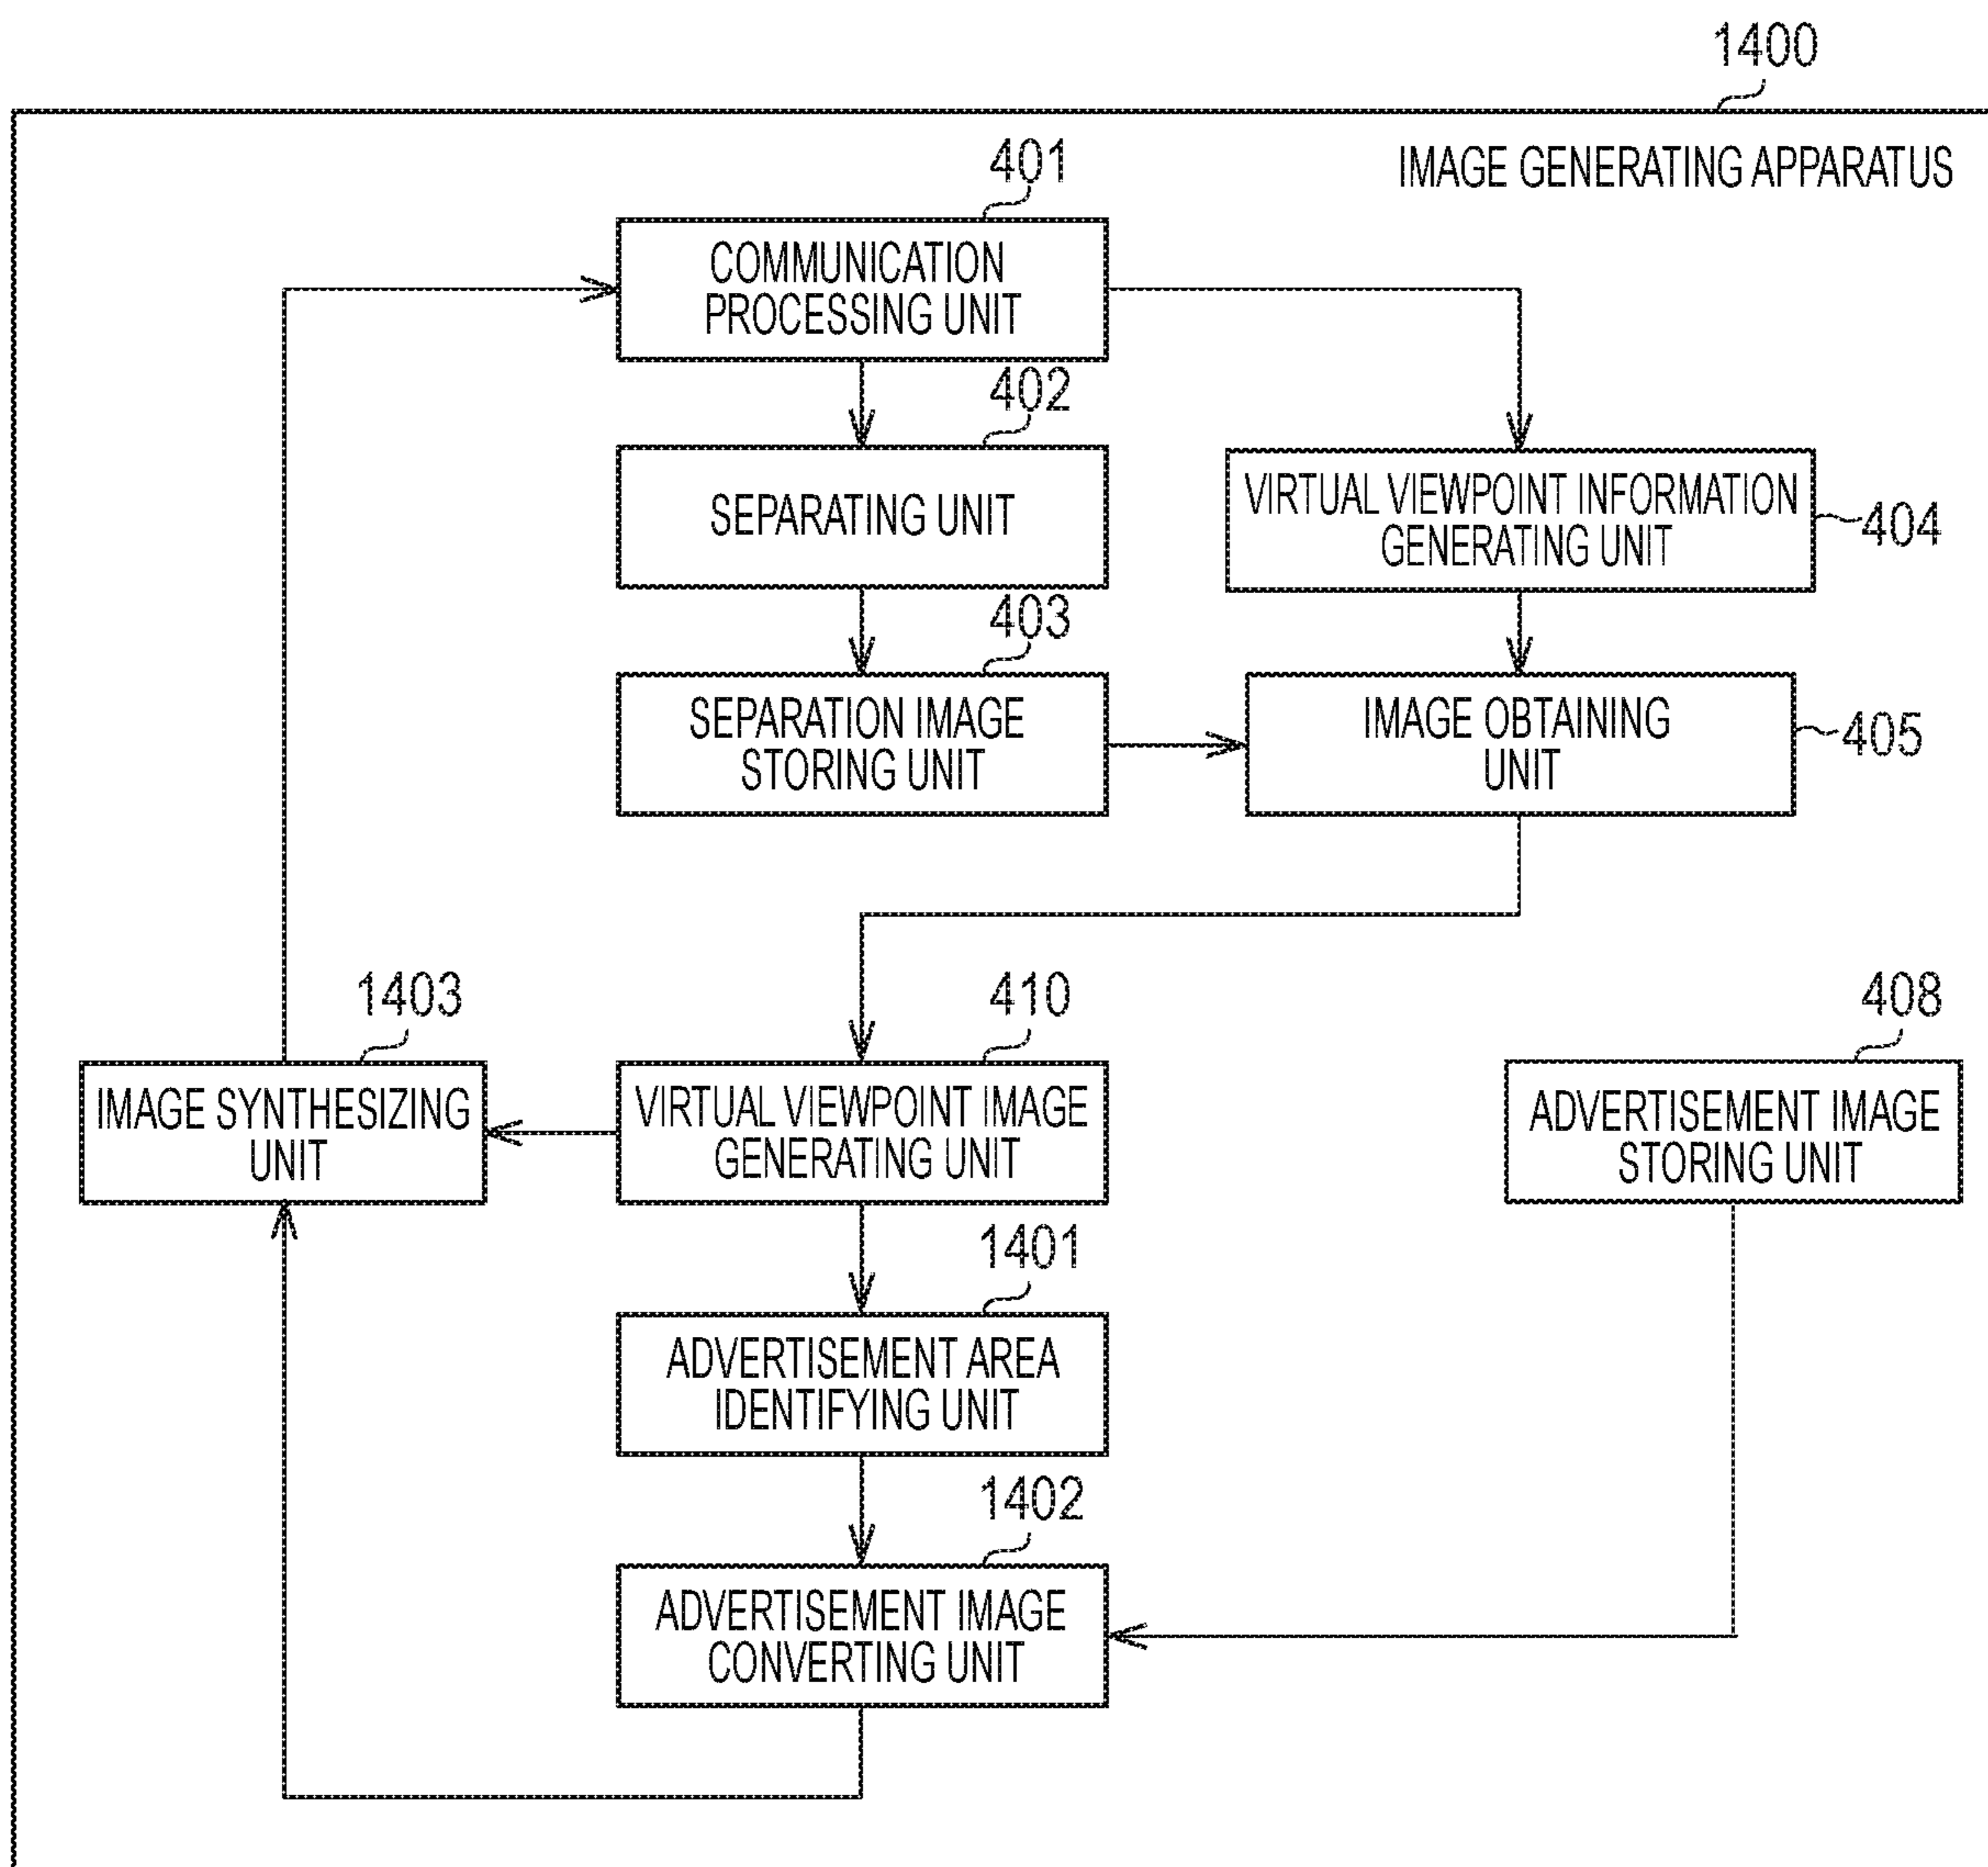 1400
IMAGE GENERATING APPARATUS
401
COMMUNICATION
PROCESSING UNIT
402
SEPARATING UNIT
VIRTUAL VIEWPOINT INFORMATION
GENERATING UNIT
404
403
SEPARATION IMAGE
STORING UNIT
IMAGE OBTAINING
UNIT
405
1403
IMAGE SYNTHESIZING
UNIT
410
VIRTUAL VIEWPOINT IMAGE
GENERATING UNIT
408
ADVERTISEMENT IMAGE
STORING UNIT
1401
ADVERTISEMENT AREA
IDENTIFYING UNIT
1402
ADVERTISEMENT IMAGE
CONVERTING UNIT